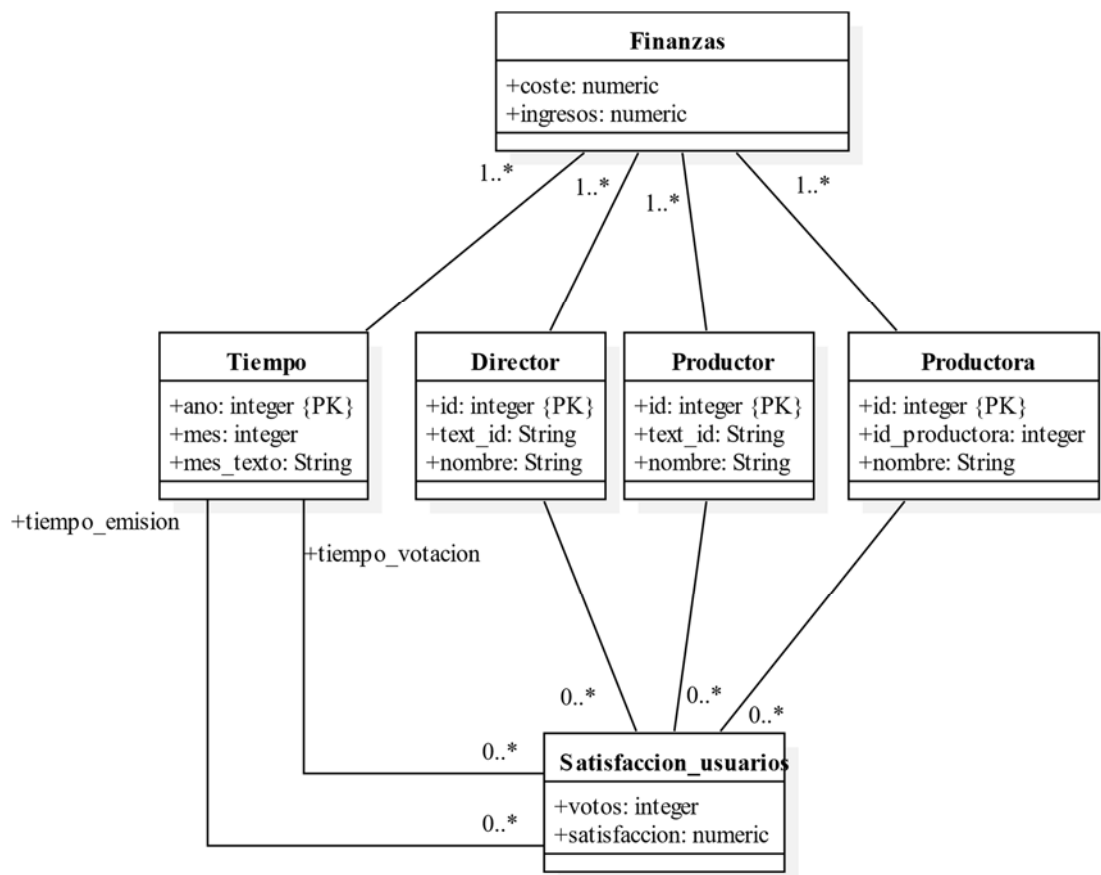 Finanzas
+coste: numeric
+ingresos: numeric
1..*
1..*
1..*
1..*
Tiempo
+ano: integer {PK}
+mes: integer
+mes_texto: String
Director
+id: integer {PK}
+text_id: String
+nombre: String
Productor
+id: integer {PK}
+text_id: String
+nombre: String
Productora
+id: integer {PK}
+id_productora: integer
+nombre: String
+tiempo_emision
+tiempo_votacion
0..*
0..*
0..*
0..*
0..*
Satisfaccion_usuarios
+votos: integer
+satisfaccion: numeric